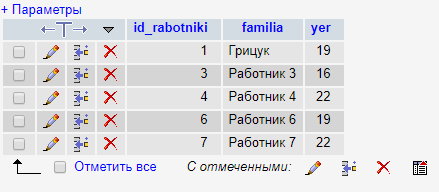 + Параметры
id_rabotniki familia yer
1 Грицук 19
3 Работник 3 16
4 Работник 4 22
6 Работник 6 19
7 Работник 7 22
Отметить все С отмеченными: